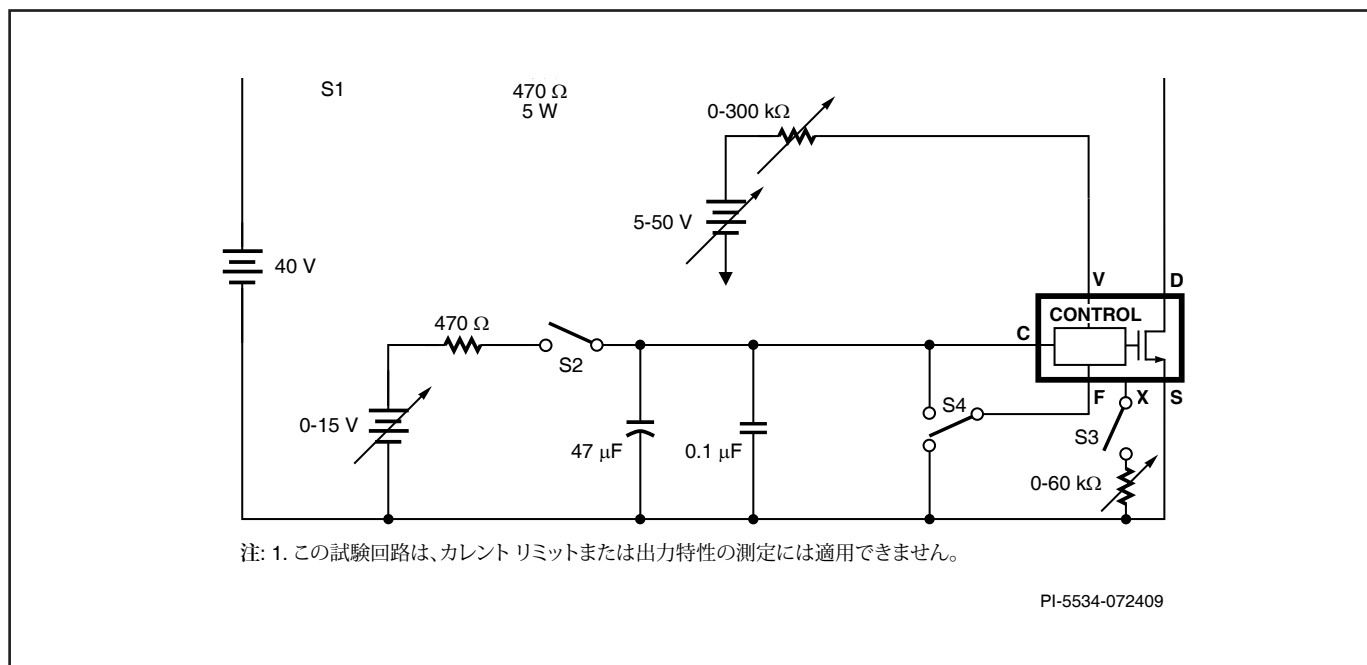 S1
470 Ω
5 W
0-300 kΩ
5-50 V
40 V
V
D
CONTROL
C
470 Ω
S2
F
X
S
S4
S3
0-15 V
47 μF
0.1 μF
0-60 kΩ
注: 1. この試験回路は、カレント リミットまたは出力特性の測定には適用できません。
PI-5534-072409